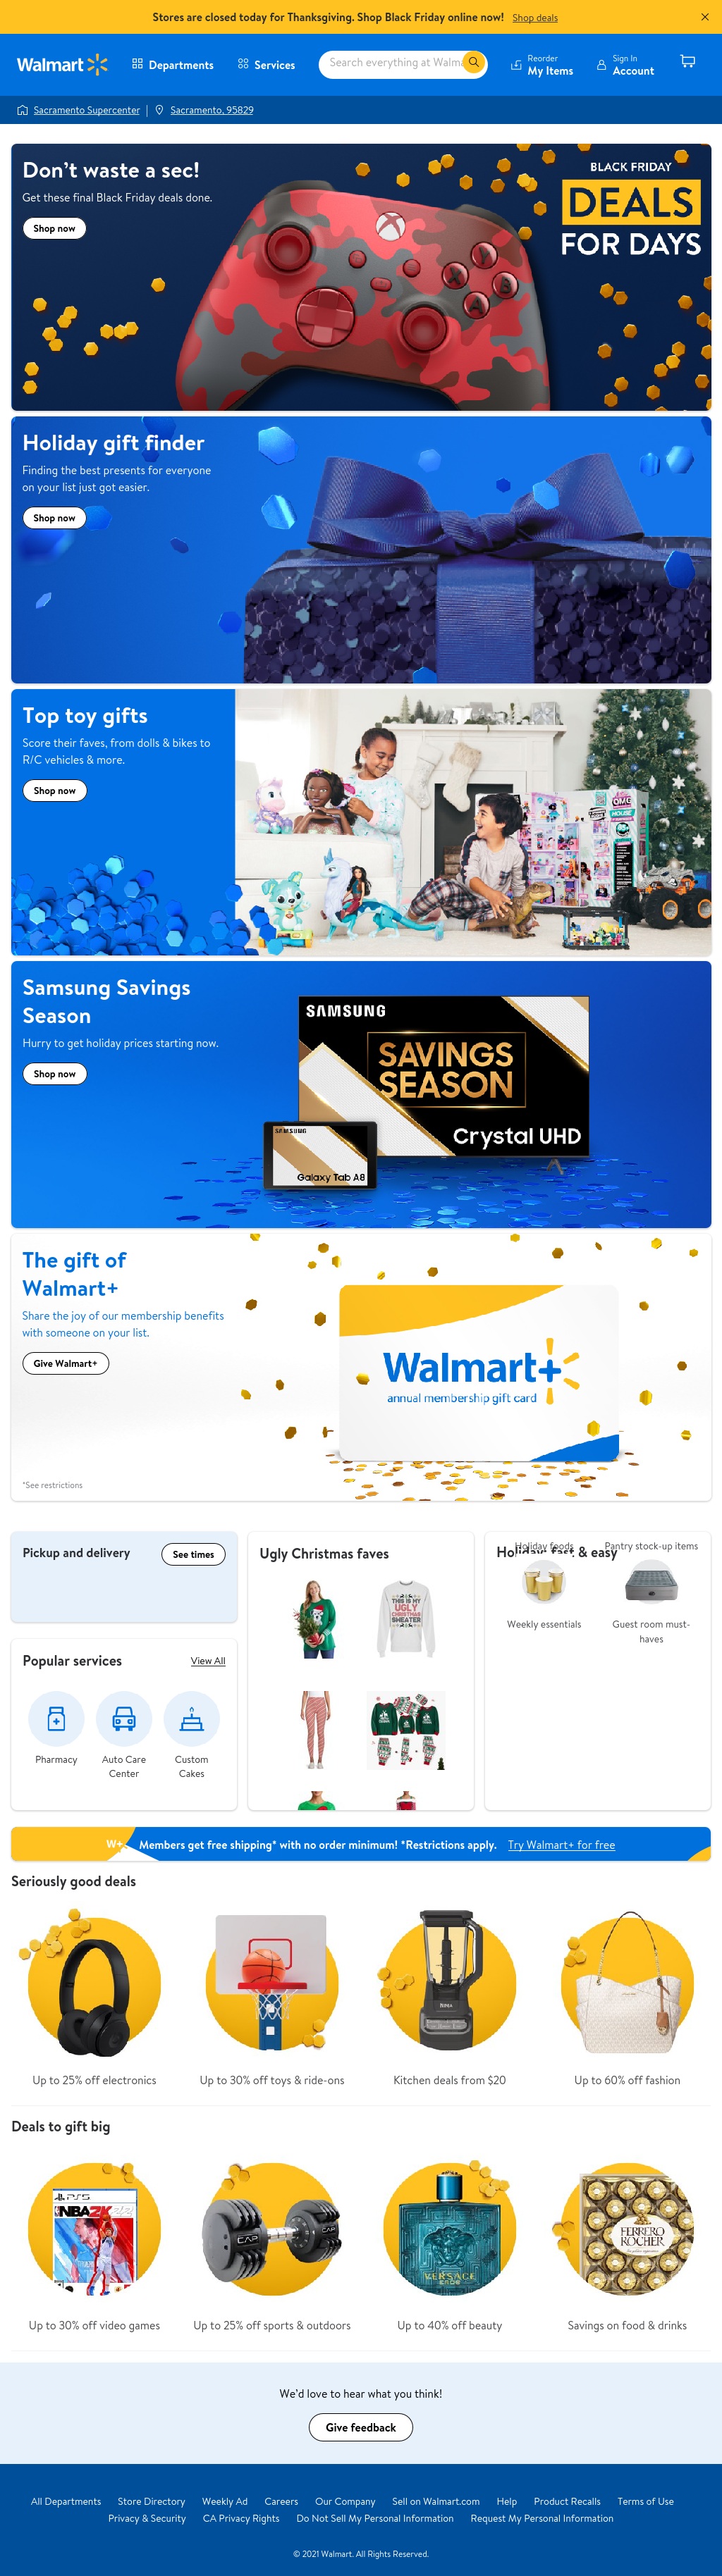 Stores are closed today for Thanksgiving. Shop Black Friday online now! Shop deals
Walmart
Departments
Services
Search everything at Walma
Reorder
My Items
Sign In
Account
Sacramento Supercenter
Sacramento, 95829
Don't waste a sec!
Get these final Black Friday deals done.
Shop now
BLACK FRIDAY
DEALS
FOR DAYS
Y
X
B
A
Holiday gift finder
Finding the best presents for everyone
on your list just got easier.
Shop now
Top toy gifts
Score their faves, from dolls & bikes to
R/C vehicles & more.
Shop now
Samsung Savings
Season
Hurry to get holiday prices starting now.
Shop now
SAMSUNG
SAVINGS
SEASON
Crystal UHD
SAMSUNG
Galaxy Tab A8
The gift of
Walmart+
Share the joy of our membership benefits
with someone on your list.
Give Walmart+
*See restrictions
Walmart+
annual membership gift card
Pickup and delivery
See times
Popular services
View All
Pharmacy
Auto Care
Center
Custom
Cakes
Ugly Christmas faves
THIS IS MY
UGLY
CHRISTMAS
SWEATER
Holiday: fast & easy
Holiday foods
Pantry stock-up items
Weekly essentials
Guest room must-
haves
W+
Members get free shipping* with no order minimum! *Restrictions apply. Try Walmart+ for free
Seriously good deals
NINJA
Up to 25% off electronics
Up to 30% off toys & ride-ons
Kitchen deals from $20
Up to 60% off fashion
Deals to gift big
PS5
NBA 2K22
CAP
CAP
VERSACE
EROS
FERRERO
ROCHER
Up to 30% off video games
Up to 25% off sports & outdoors
Up to 40% off beauty
Savings on food & drinks
We'd love to hear what you think!
Give feedback
All Departments Store Directory Weekly Ad Careers Our Company Sell on Walmart.com Help Product Recalls Terms of Use
Privacy & Security CA Privacy Rights Do Not Sell My Personal Information Request My Personal Information
© 2021 Walmart. All Rights Reserved.